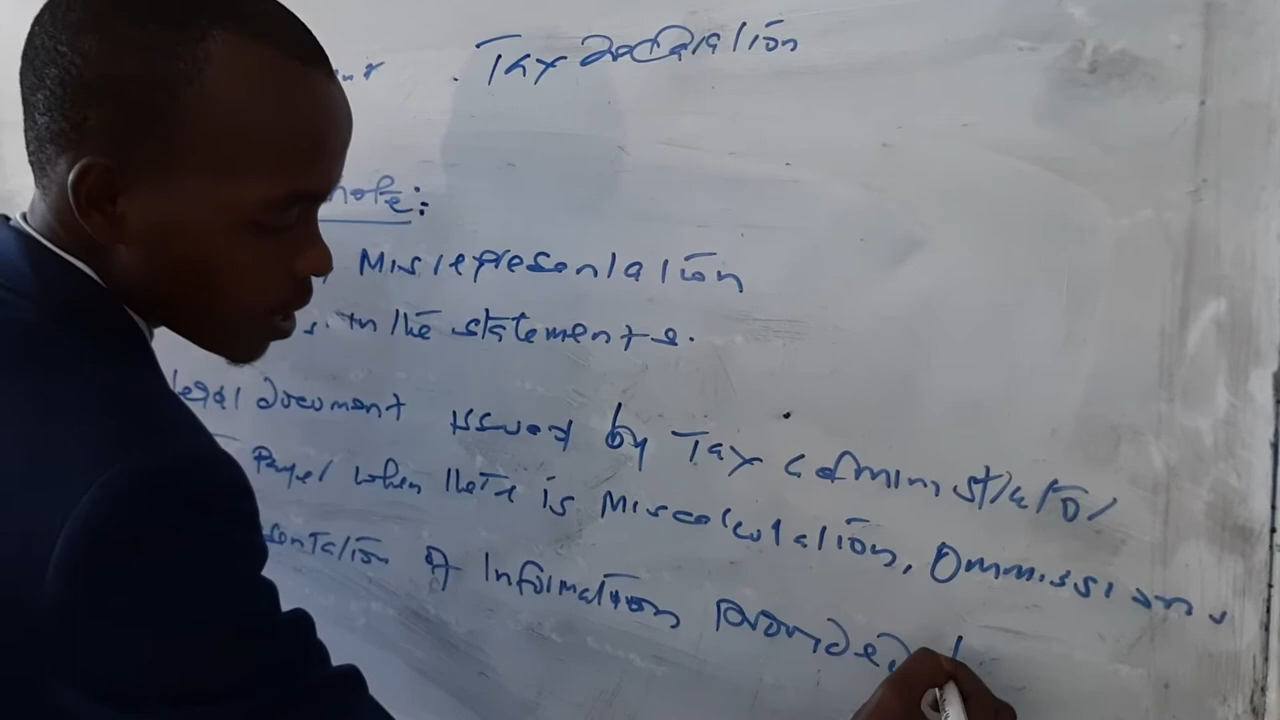 Tax Declaration
note:
Misrepresentation
s. in the statements.
legal document issued by Tax administrator
Payer when there is Miscalculation, Ommission,
sentation of Information provided